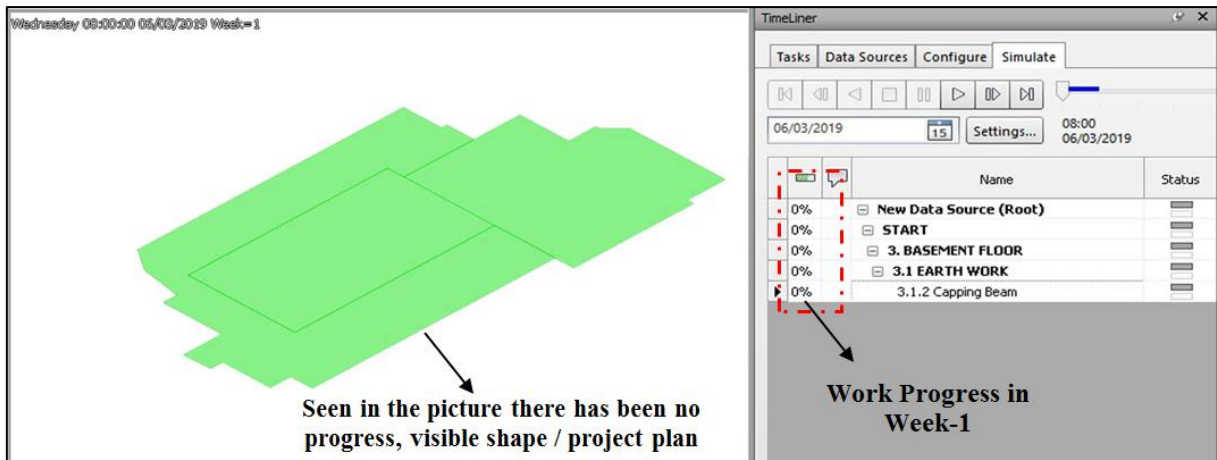 Wednesday 08:00:00 06/03/2019 Week=1
Seen in the picture there has been no
progress, visible shape / project plan
TimeLiner
Tasks
Data Sources
Configure
Simulate
06/03/2019
15
Settings...
08:00
06/03/2019
Name
Status
0% New Data Source (Root)
0% START
0% 3. BASEMENT FLOOR
0% 3.1 EARTH WORK
0% 3.1.2 Capping Beam
Work Progress in
Week-1